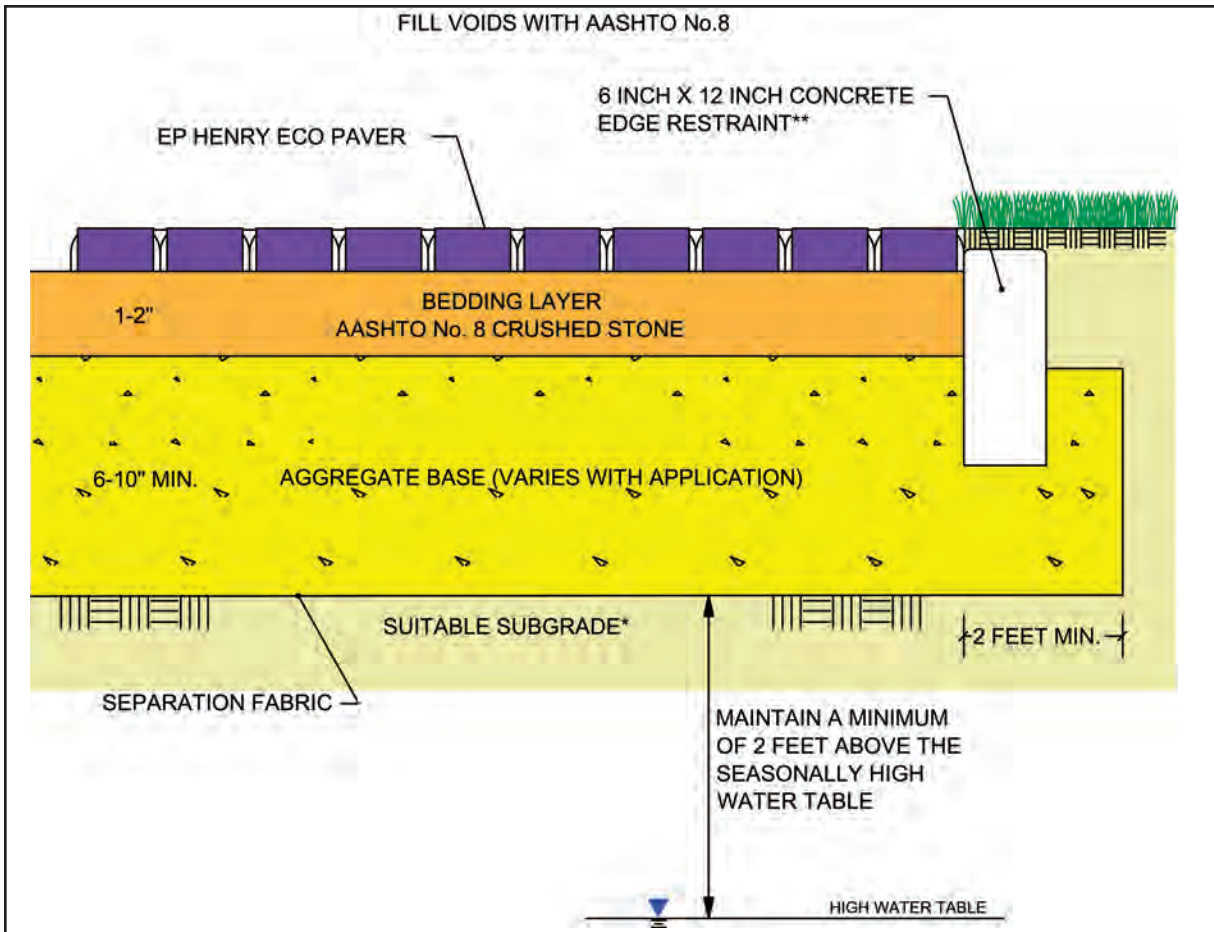 FILL VOIDS WITH AASHTO No.8
6 INCH X 12 INCH CONCRETE
EDGE RESTRAINT**
EP HENRY ECO PAVER
1-2"
BEDDING LAYER
AASHTO No. 8 CRUSHED STONE
6-10" MIN.
AGGREGATE BASE (VARIES WITH APPLICATION)
SUITABLE SUBGRADE*
2 FEET MIN.
SEPARATION FABRIC
MAINTAIN A MINIMUM
OF 2 FEET ABOVE THE
SEASONALLY HIGH
WATER TABLE
HIGH WATER TABLE